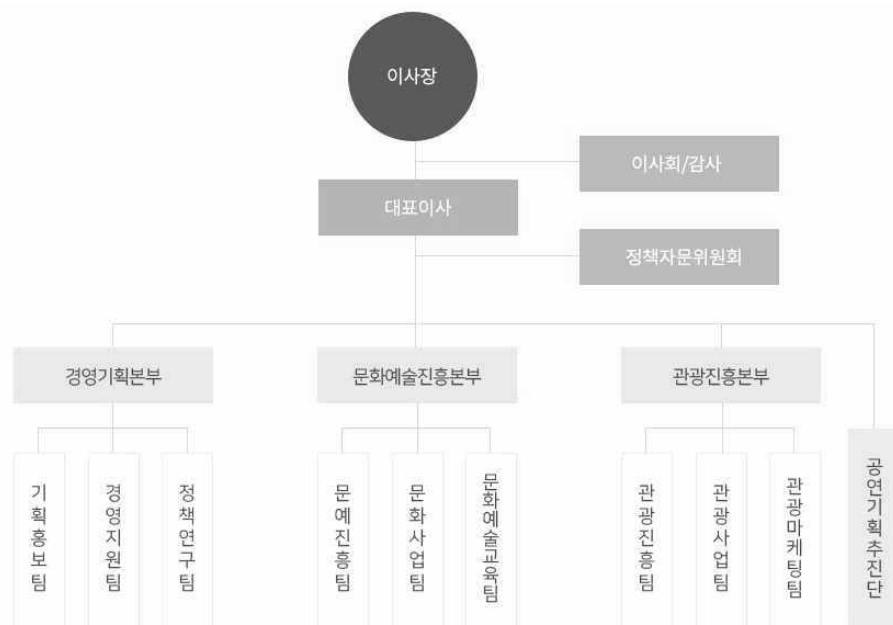 이사장
이사회/감사
대표이사
정책자문위원회
경영기획본부
문화예술진흥본부
관광진흥본부
기획홍보팀
경영지원팀
정책연구팀
문예진흥팀
문화사업팀
문화예술교육팀
관광진흥팀
관광사업팀
관광마케팅팀
공연기획추진단